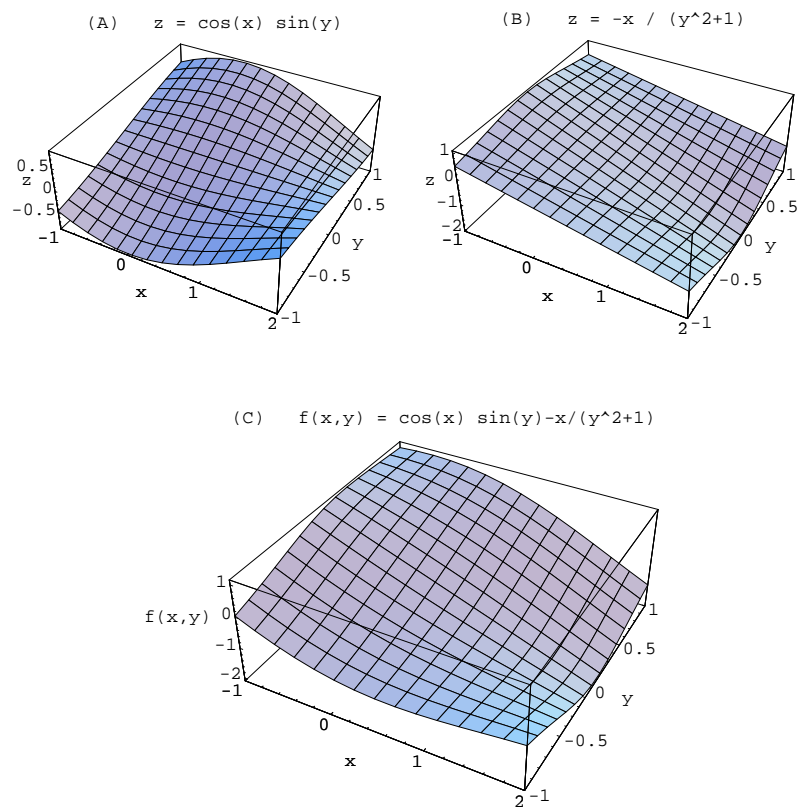 (A) z = cos(x) sin(y)
0.5
z 0
-0.5
-1
0
x 1
2
-1
-0.5
0
y
0.5
1
(B) z = -x / (y^2+1)
1
z 0
-1
-2
-1
0
x 1
2
-1
-0.5
0
y
0.5
1
(C) f(x,y) = cos(x) sin(y)-x/(y^2+1)
1
f(x,y) 0
-1
-2
-1
0
x 1
2
-1
-0.5
0
y
0.5
1